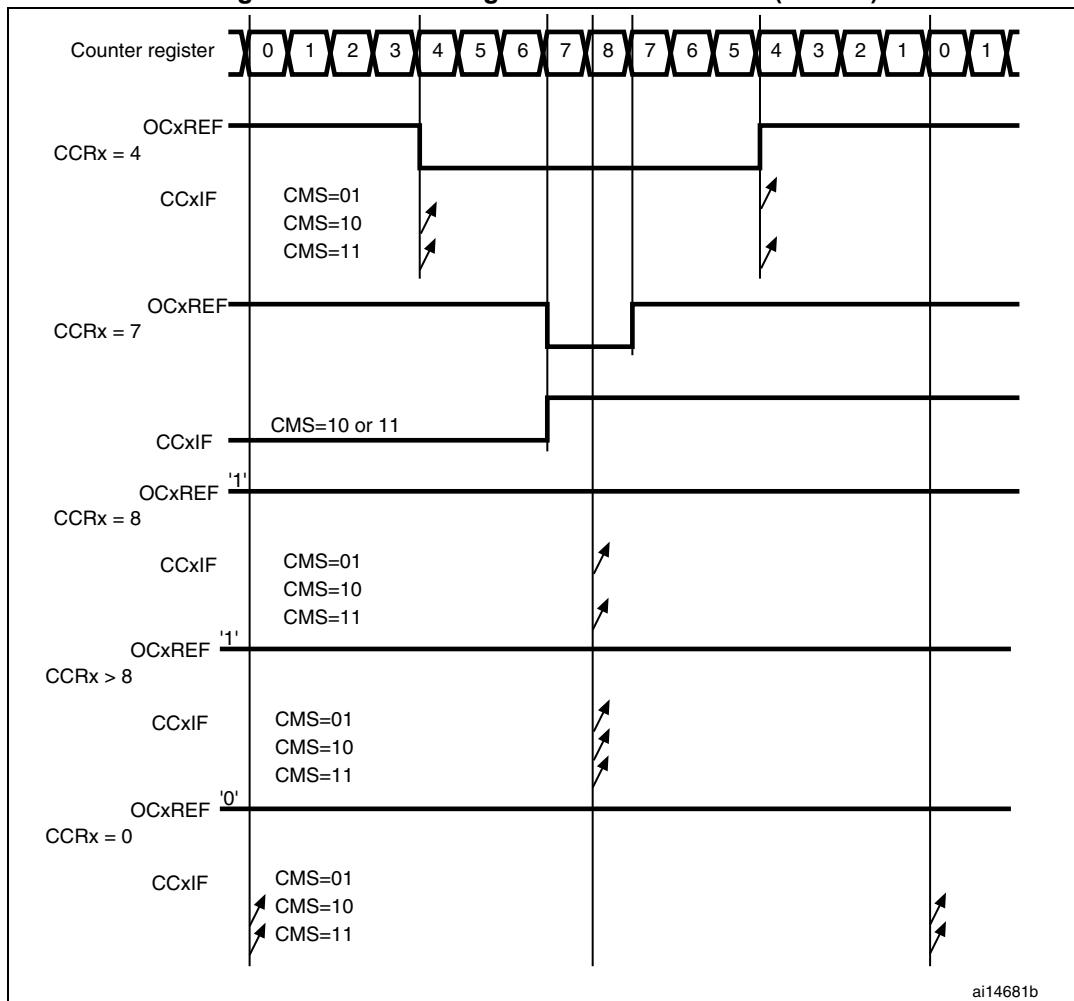 Counter register 0 1 2 3 4 5 6 7 8 7 6 5 4 3 2 1 0 1
OCxREF
CCRx = 4
CCxIF
CMS=01
CMS=10
CMS=11
OCxREF
CCRx = 7
CMS=10 or 11
CCxIF
'1'
OCxREF
CCRx = 8
CCxIF
CMS=01
CMS=10
CMS=11
'1'
OCxREF
CCRx > 8
CCxIF
CMS=01
CMS=10
CMS=11
'0'
OCxREF
CCRx = 0
CCxIF
CMS=01
CMS=10
CMS=11
ai14681b